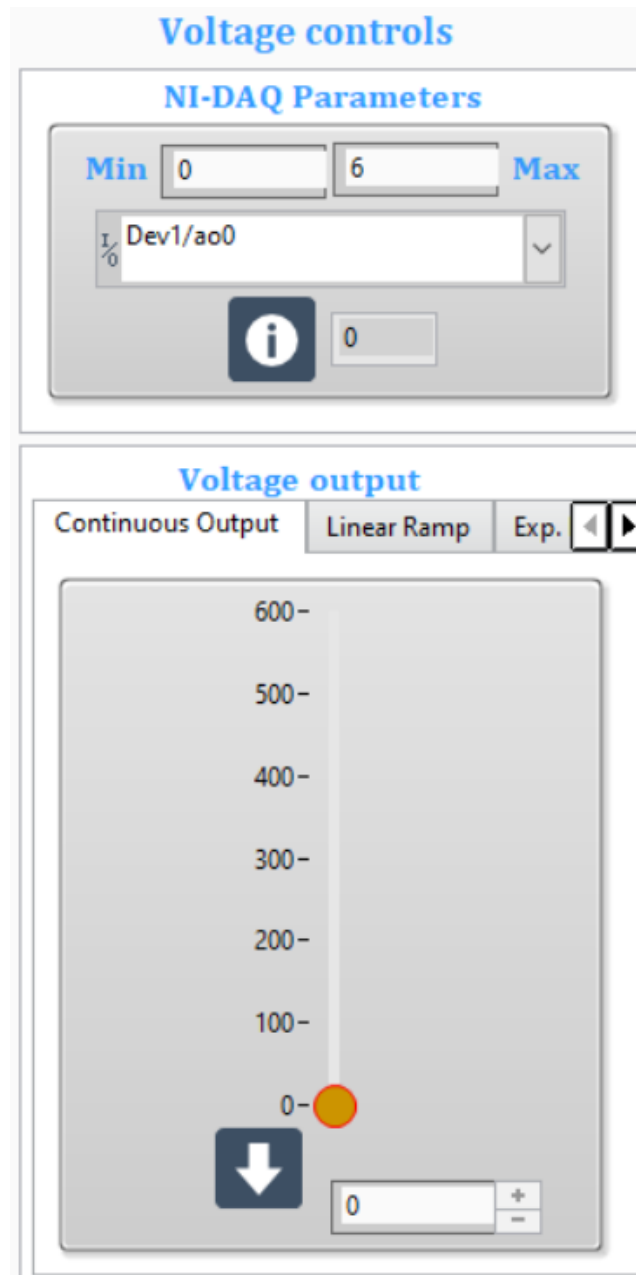 Voltage controls
NI-DAQ Parameters
Min 0 6 Max
I/O Dev1/ao0
i 0
Voltage output
Continuous Output Linear Ramp Exp.
600
500
400
300
200
100
0
0